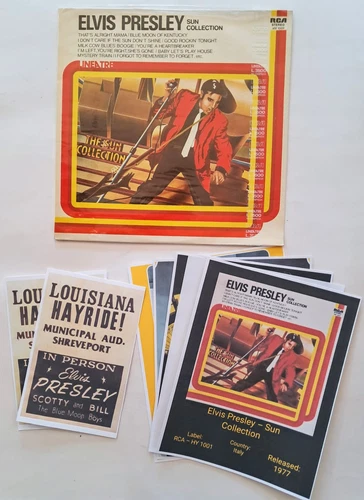 ELVIS PRESLEY SUN
COLLECTION
RCA
THAT'S ALRIGHT MAMA/BLUE MOON OF KENTUCKY
I DON'T CARE IF THE SUN DON'T SHINE/GOOD ROCKIN'TONIGHT
MILK COW BLUES BOOGIE/YOU'RE A HEARTBREAKER
I'M LEFT, YOU'RE RIGHT, SHE'S GONE/BABY LET'S PLAY HOUSE
MYSTERY TRAIN/I FORGOT TO REMEMBER TO FORGET, etc.
LINEATRE
THE SUN
COLLECTION
LOUISIANA
HAYRIDE!
MUNICIPAL AUD.
SHREVEPORT
IN PERSON
Elvis
PRESLEY
SCOTTY and BILL
The Blue Moon Boys
ELVIS PRESLEY SUN
COLLECTION
RCA
THE SUN
COLLECTION
Elvis Presley – Sun
Collection
Label:
RCA – HY 1001
Country:
Italy
Released:
1977